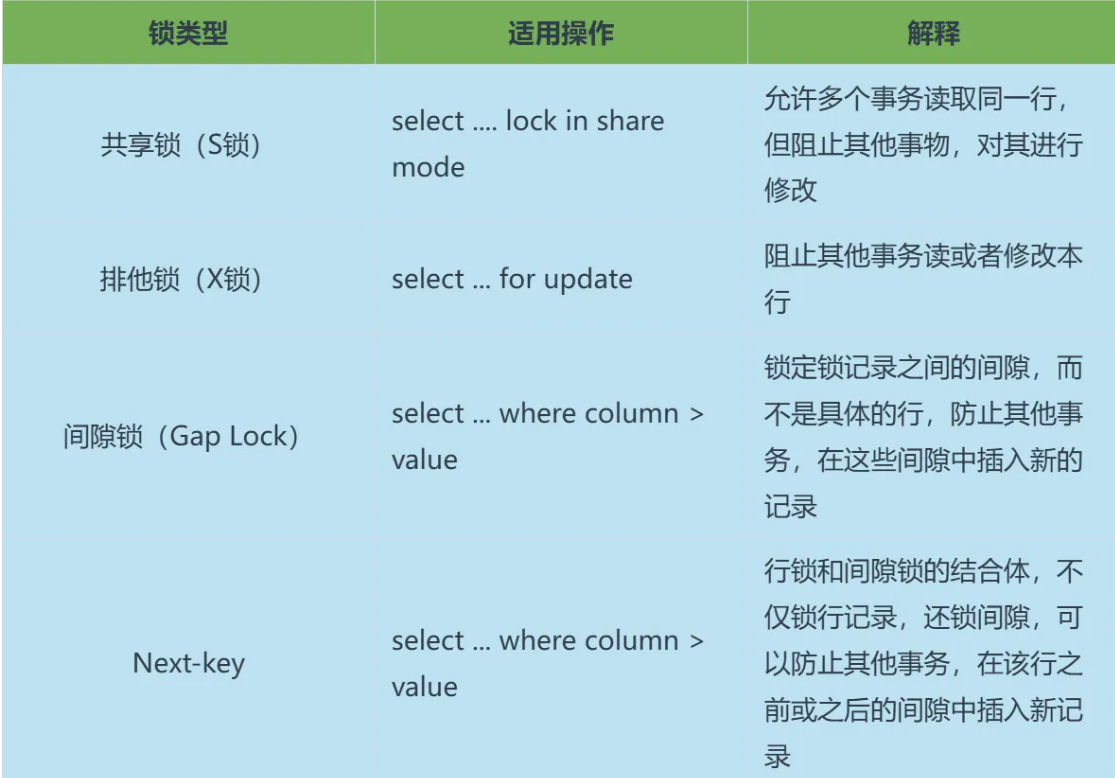 锁类型 适用操作 解释
共享锁（S锁）
select .... lock in share
mode
允许多个事务读取同一行，
但阻止其他事物，对其进行
修改
排他锁（X锁）
select ... for update
阻止其他事务读或者修改本
行
间隙锁（Gap Lock）
select ... where column >
value
锁定锁记录之间的间隙，而
不是具体的行，防止其他事
务，在这些间隙中插入新的
记录
Next-key
select ... where column >
value
行锁和间隙锁的结合体，不
仅锁行记录，还锁间隙，可
以防止其他事务，在该行之
前或之后的间隙中插入新记
录